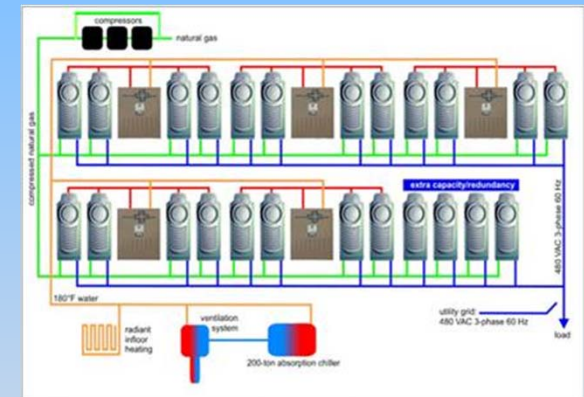 compressors
natural gas
compressed natural gas
extra capacity/redundancy
480 VAC 3-phase 60 Hz
180°F water
radiant
infloor
heating
ventilation
system
200-ton absorption chiller
utility grid:
480 VAC 3-phase 60 Hz
load